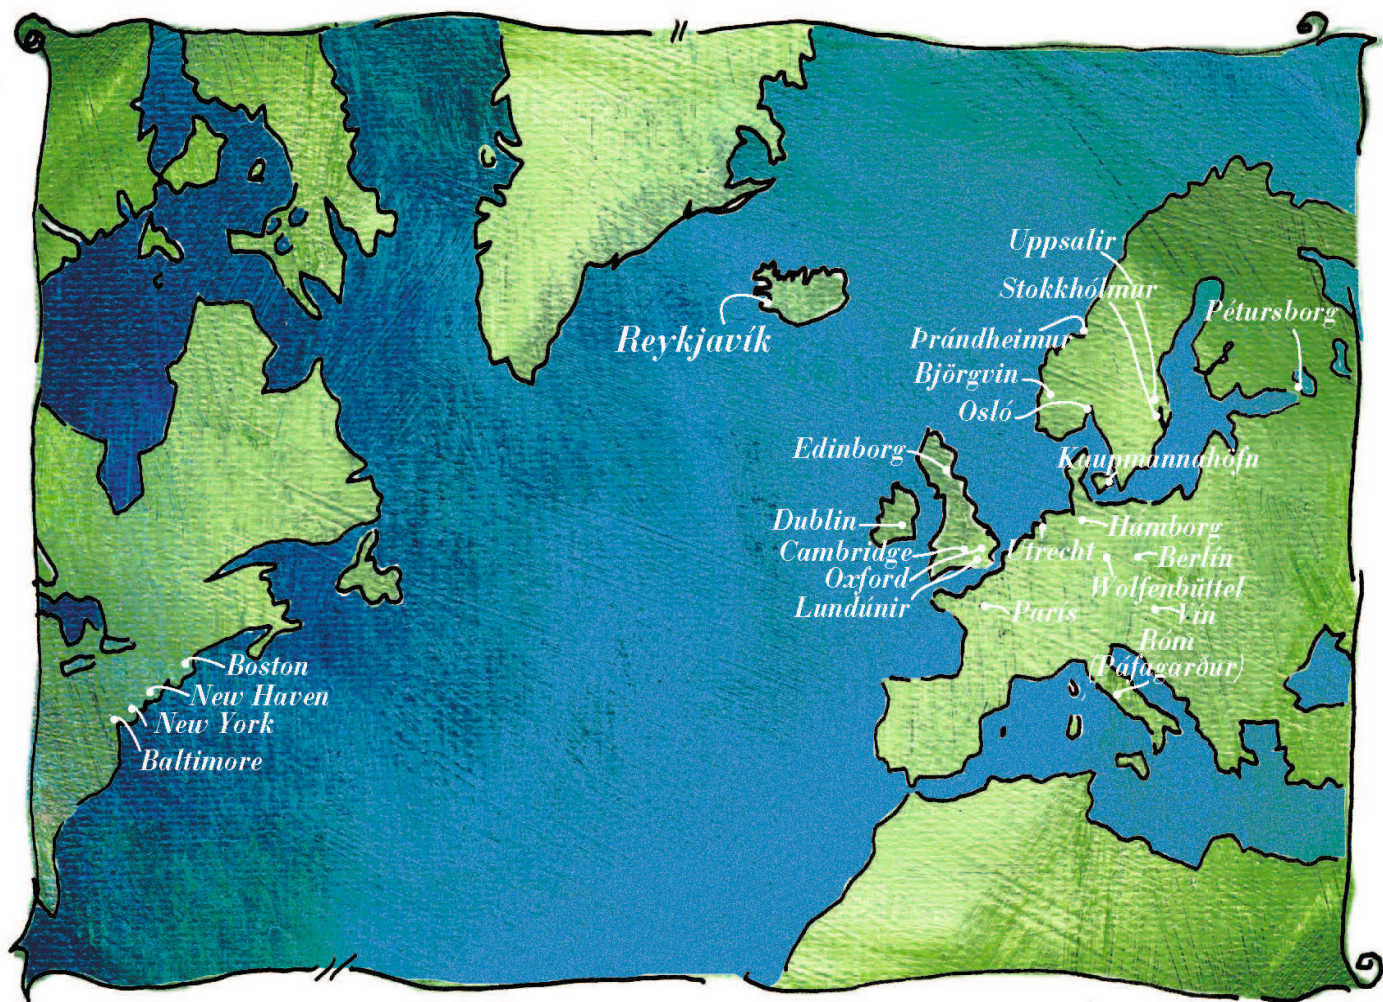 Uppsalir
Stokkhólmur
Pétursborg
Reykjavík
Þrándheimur
Björgvin
Osló
Edinborg
Kaupmannahöfn
Dublin
Hamborg
Cambridge
Utrecht
Berlín
Oxford
Wolfenbüttel
Lundúnir
París
Vín
Róm
(Páfagarður)
Boston
New Haven
New York
Baltimore